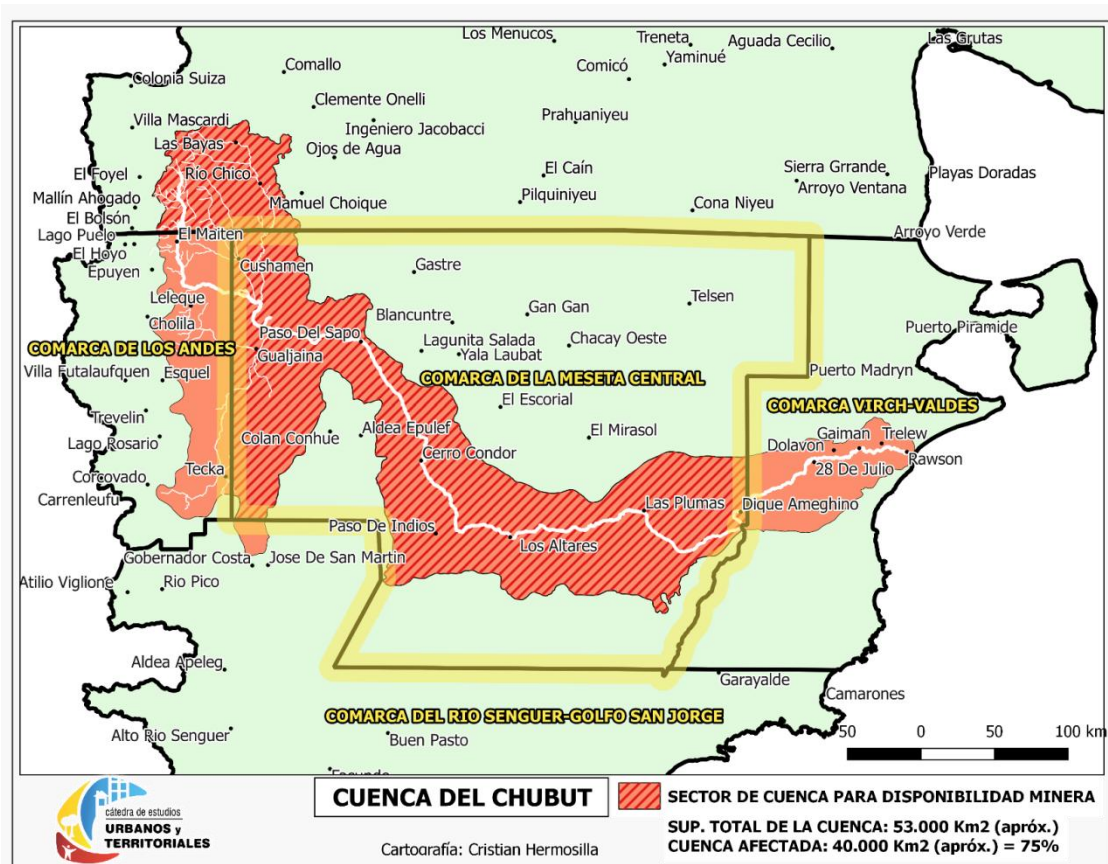 Los Menucos
Treneta
Yaminué
Aguada Cecilio
Las Grutas
Comallo
Comicó
Colonia Suiza
Clemente Onelli
Villa Mascardi
Ingeniero Jacobacci
Prahuaniyeu
Las Bayas
Ojos de Agua
El Foyel
Río Chico
El Caín
Sierra Grrande
Playas Doradas
Mallín Ahogado
Mamuel Choique
Pilquiniyeu
Arroyo Ventana
El Bolsón
Cona Niyeu
Lago Puelo
El Maiten
Arroyo Verde
El Hoyo
Epuyen
Cushamen
Gastre
Leleque
Gan Gan
Telsen
Cholila
Blancuntre
Paso Del Sapo
Lagunita Salada
Chacay Oeste
Puerto Piramide
COMARCA DE LOS ANDES
Gualjaina
Yala Laubat
Villa Futalaufquen
Esquel
COMARCA DE LA MESETA CENTRAL
Puerto Madryn
El Escorial
COMARCA VIRCH-VALDES
Trevelin
Lago Rosario
Colan Conhue
Aldea Epulef
El Mirasol
Gaiman
Trelew
Dolavon
Cerro Condor
Rawson
Corcovado
Tecka
28 De Julio
Carrenleufu
Las Plumas
Dique Ameghino
Paso De Indios
Los Altares
Gobernador Costa
Jose De San Martin
Atilio Viglione
Rio Pico
Aldea Apeleg
Garayalde
Camarones
COMARCA DEL RIO SENGUER-GOLFO SAN JORGE
Alto Rio Senguer
Buen Pasto
50 0 50 100 km
cátedra de estudios
URBANOS y
TERRITORIALES
CUENCA DEL CHUBUT
Cartografía: Cristian Hermosilla
SECTOR DE CUENCA PARA DISPONIBILIDAD MINERA
SUP. TOTAL DE LA CUENCA: 53.000 Km2 (apróx.)
CUENCA AFECTADA: 40.000 Km2 (apróx.) = 75%